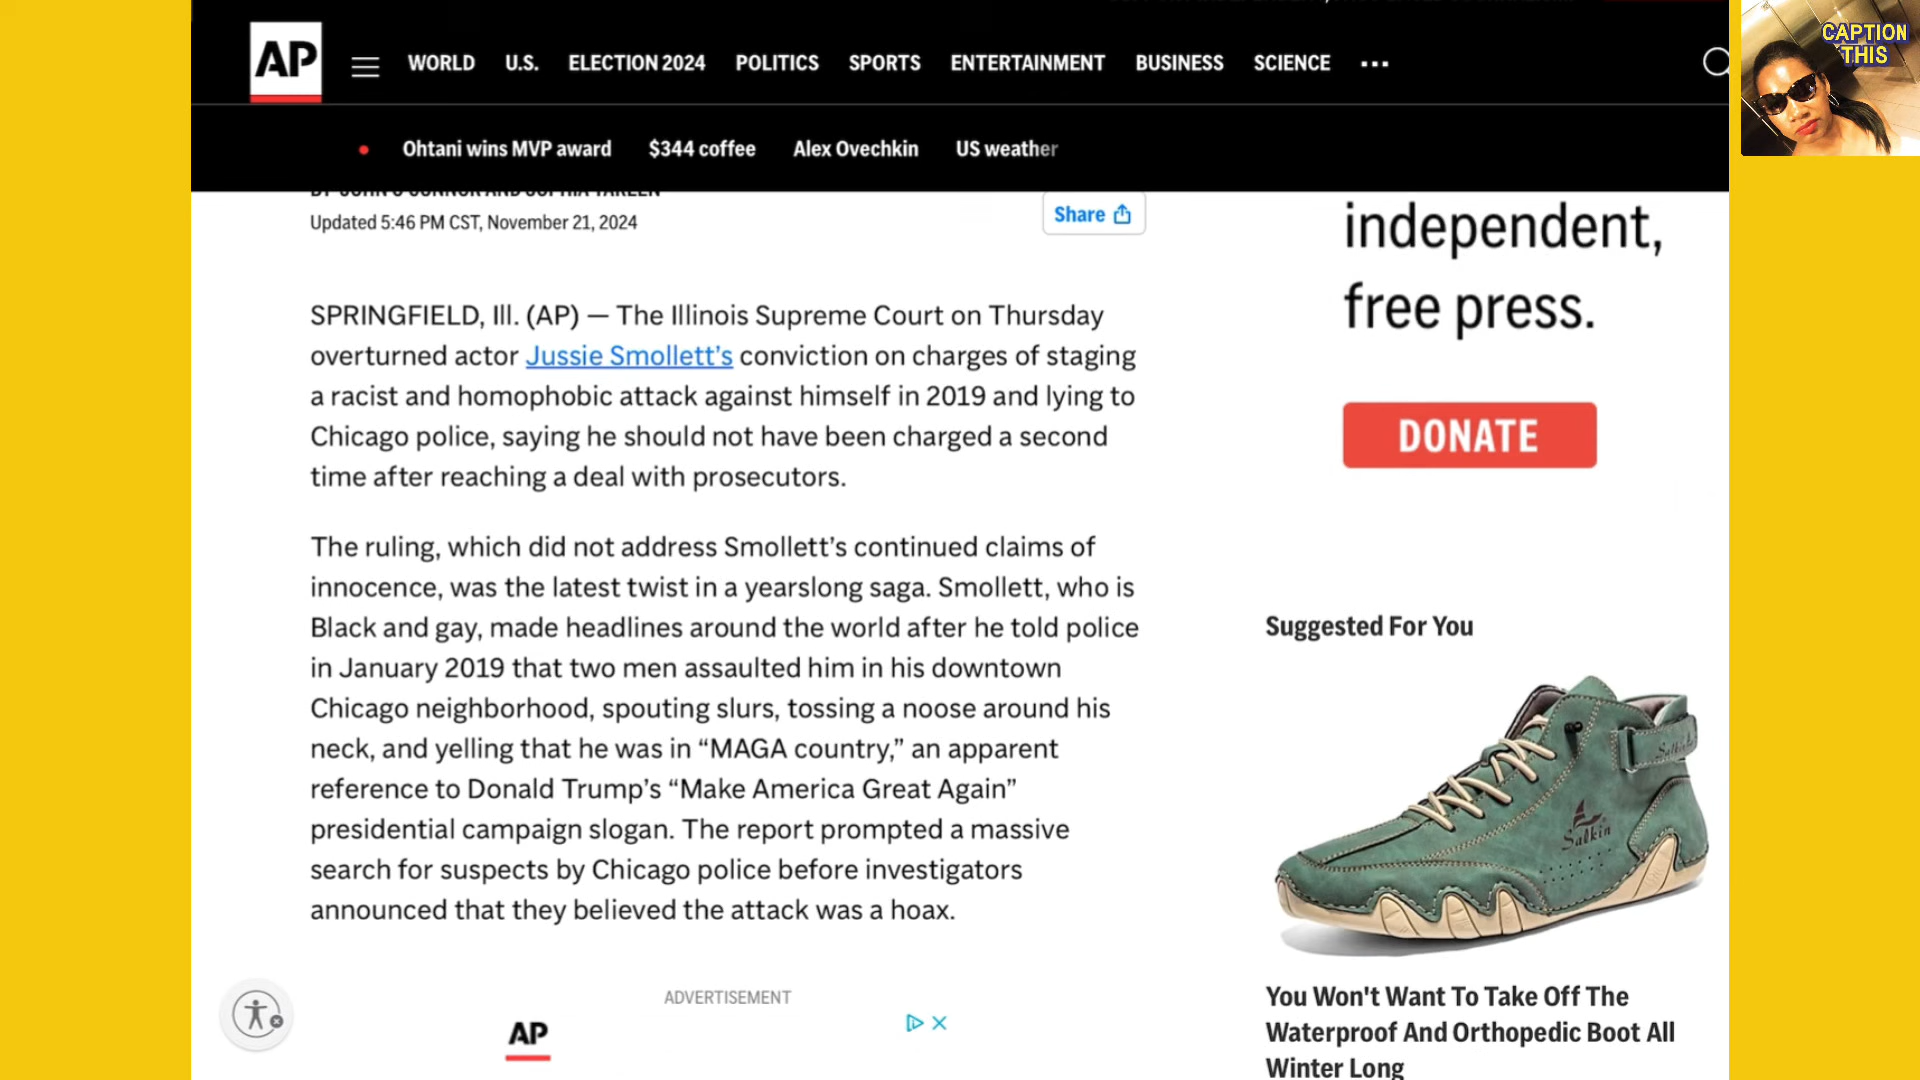 AP
WORLD U.S. ELECTION 2024 POLITICS SPORTS ENTERTAINMENT BUSINESS SCIENCE
CAPTION
THIS
Ohtani wins MVP award $344 coffee Alex Ovechkin US weather
Updated 5:46 PM CST, November 21, 2024
Share
independent,
free press.
DONATE
SPRINGFIELD, Ill. (AP) — The Illinois Supreme Court on Thursday
overturned actor Jussie Smollett’s conviction on charges of staging
a racist and homophobic attack against himself in 2019 and lying to
Chicago police, saying he should not have been charged a second
time after reaching a deal with prosecutors.
The ruling, which did not address Smollett’s continued claims of
innocence, was the latest twist in a yearslong saga. Smollett, who is
Black and gay, made headlines around the world after he told police
in January 2019 that two men assaulted him in his downtown
Chicago neighborhood, spouting slurs, tossing a noose around his
neck, and yelling that he was in “MAGA country,” an apparent
reference to Donald Trump’s “Make America Great Again”
presidential campaign slogan. The report prompted a massive
search for suspects by Chicago police before investigators
announced that they believed the attack was a hoax.
ADVERTISEMENT
AP
Suggested For You
Salkin
You Won't Want To Take Off The
Waterproof And Orthopedic Boot All
Winter Long